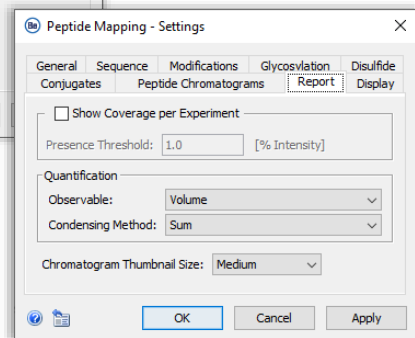 Peptide Mapping - Settings
General Sequence Modifications Glycosylation Disulfide
Conjugates Peptide Chromatograms Report Display
Show Coverage per Experiment
Presence Threshold: 1.0 [% Intensity]
Quantification
Observable: Volume
Condensing Method: Sum
Chromatogram Thumbnail Size: Medium
OK Cancel Apply